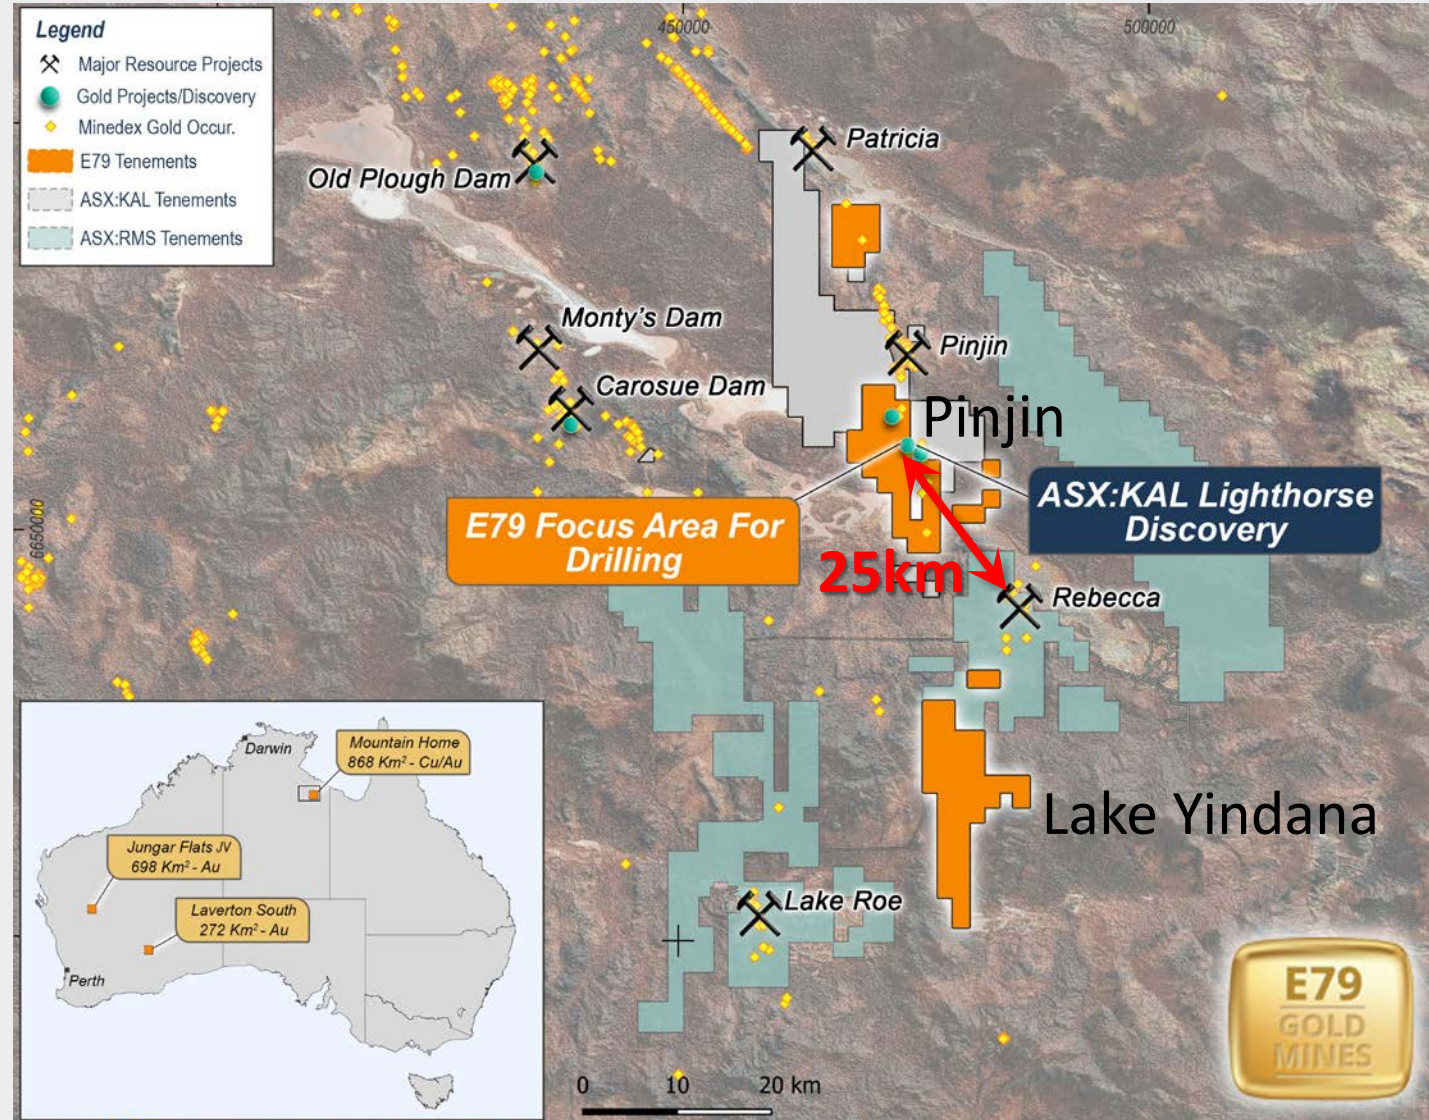 Legend
Major Resource Projects
Gold Projects/Discovery
Minedex Gold Occur.
E79 Tenements
ASX:KAL Tenements
ASX:RMS Tenements
450000
500000
6650000
Patricia
Old Plough Dam
Monty's Dam
Pinjin
Carosue Dam
Pinjin
E79 Focus Area For
Drilling
ASX:KAL Lighthorse
Discovery
25km
Rebecca
Lake Yindana
Lake Roe
Darwin
Mountain Home
868 Km² - Cu/Au
Jungar Flats JV
698 Km² - Au
Laverton South
272 Km² - Au
Perth
0 10 20 km
E79
GOLD
MINES